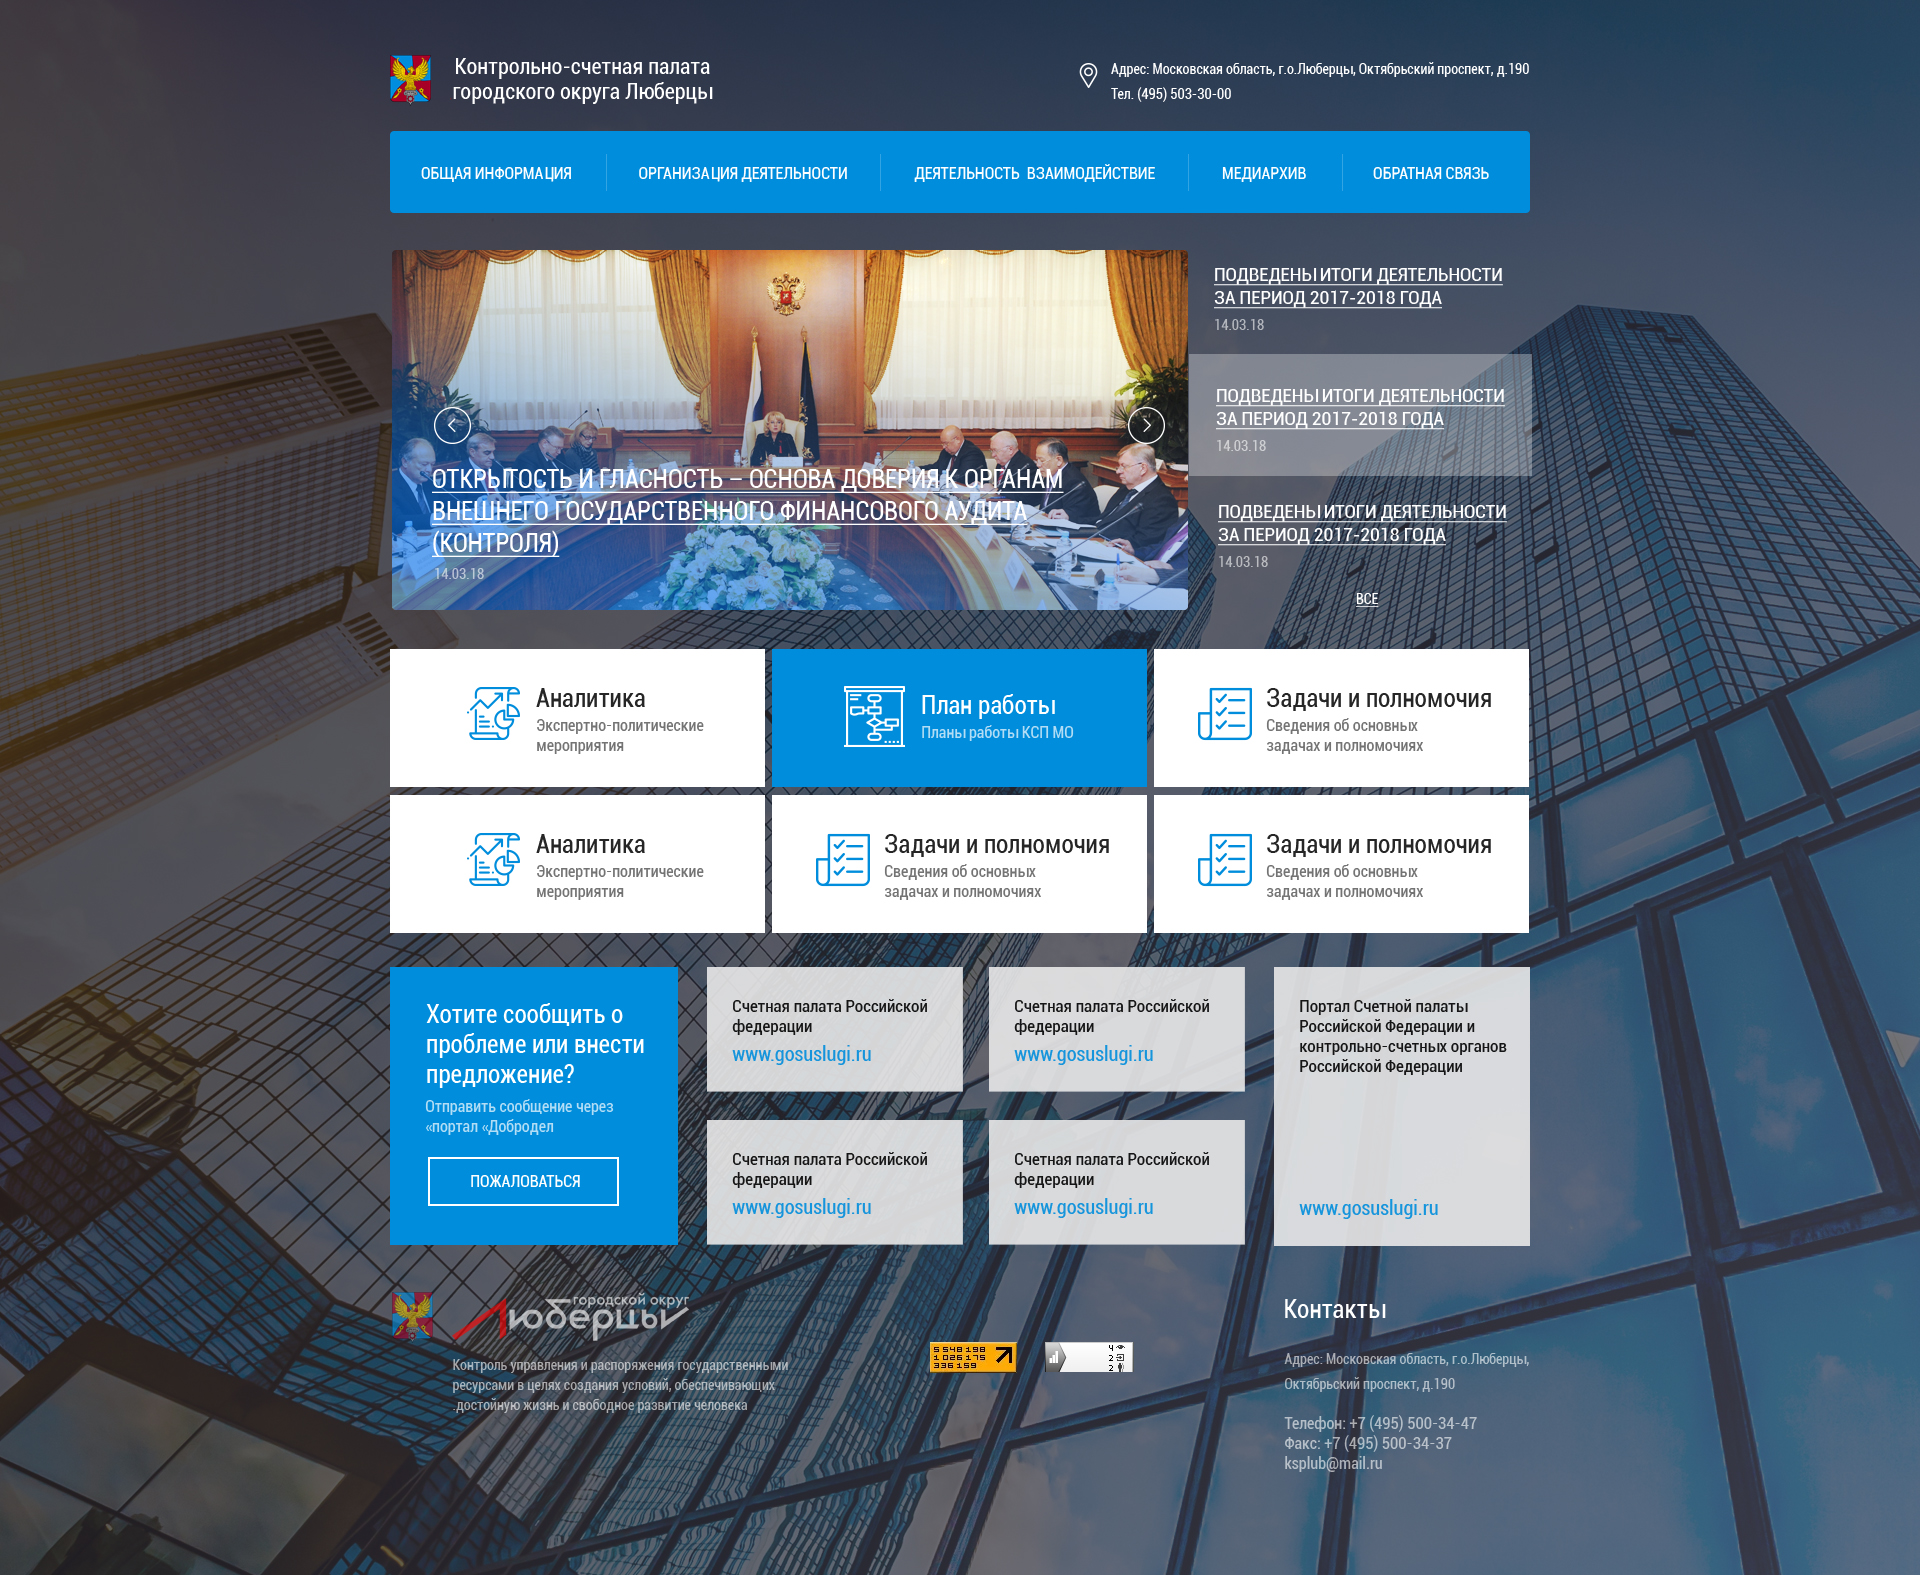 Контрольно-счетная палата
городского округа Люберцы
Адрес: Московская область, г.о.Люберцы, Октябрьский проспект, д.190
Тел. (495) 503-30-00
ОБЩАЯ ИНФОРМАЦИЯ
ОРГАНИЗАЦИЯ ДЕЯТЕЛЬНОСТИ
ДЕЯТЕЛЬНОСТЬ ВЗАИМОДЕЙСТВИЕ
МЕДИАРХИВ
ОБРАТНАЯ СВЯЗЬ
ОТКРЫТОСТЬ И ГЛАСНОСТЬ – ОСНОВА ДОВЕРИЯ К ОРГАНАМ
ВНЕШНЕГО ГОСУДАРСТВЕННОГО ФИНАНСОВОГО АУДИТА
(КОНТРОЛЯ)
14.03.18
ПОДВЕДЕНЫ ИТОГИ ДЕЯТЕЛЬНОСТИ
ЗА ПЕРИОД 2017-2018 ГОДА
14.03.18
ПОДВЕДЕНЫ ИТОГИ ДЕЯТЕЛЬНОСТИ
ЗА ПЕРИОД 2017-2018 ГОДА
14.03.18
ПОДВЕДЕНЫ ИТОГИ ДЕЯТЕЛЬНОСТИ
ЗА ПЕРИОД 2017-2018 ГОДА
14.03.18
ВСЕ
Аналитика
Экспертно-политические
мероприятия
План работы
Планы работы КСП МО
Задачи и полномочия
Сведения об основных
задачах и полномочиях
Аналитика
Экспертно-политические
мероприятия
Задачи и полномочия
Сведения об основных
задачах и полномочиях
Задачи и полномочия
Сведения об основных
задачах и полномочиях
Хотите сообщить о
проблеме или внести
предложение?
Отправить сообщение через
«портал «Добродел
ПОЖАЛОВАТЬСЯ
Счетная палата Российской
федерации
www.gosuslugi.ru
Счетная палата Российской
федерации
www.gosuslugi.ru
Счетная палата Российской
федерации
www.gosuslugi.ru
Счетная палата Российской
федерации
www.gosuslugi.ru
Портал Счетной палаты
Российской Федерации и
контрольно-счетных органов
Российской Федерации
www.gosuslugi.ru
городской округ
Люберцы
Контроль управления и распоряжения государственными
ресурсами в целях создания условий, обеспечивающих
.достойную жизнь и свободное развитие человека
5548198
1026175
336159
4
2
2
Контакты
Адрес: Московская область, г.о.Люберцы,
Октябрьский проспект, д.190
Телефон: +7 (495) 500-34-47
Факс: +7 (495) 500-34-37
ksplub@mail.ru